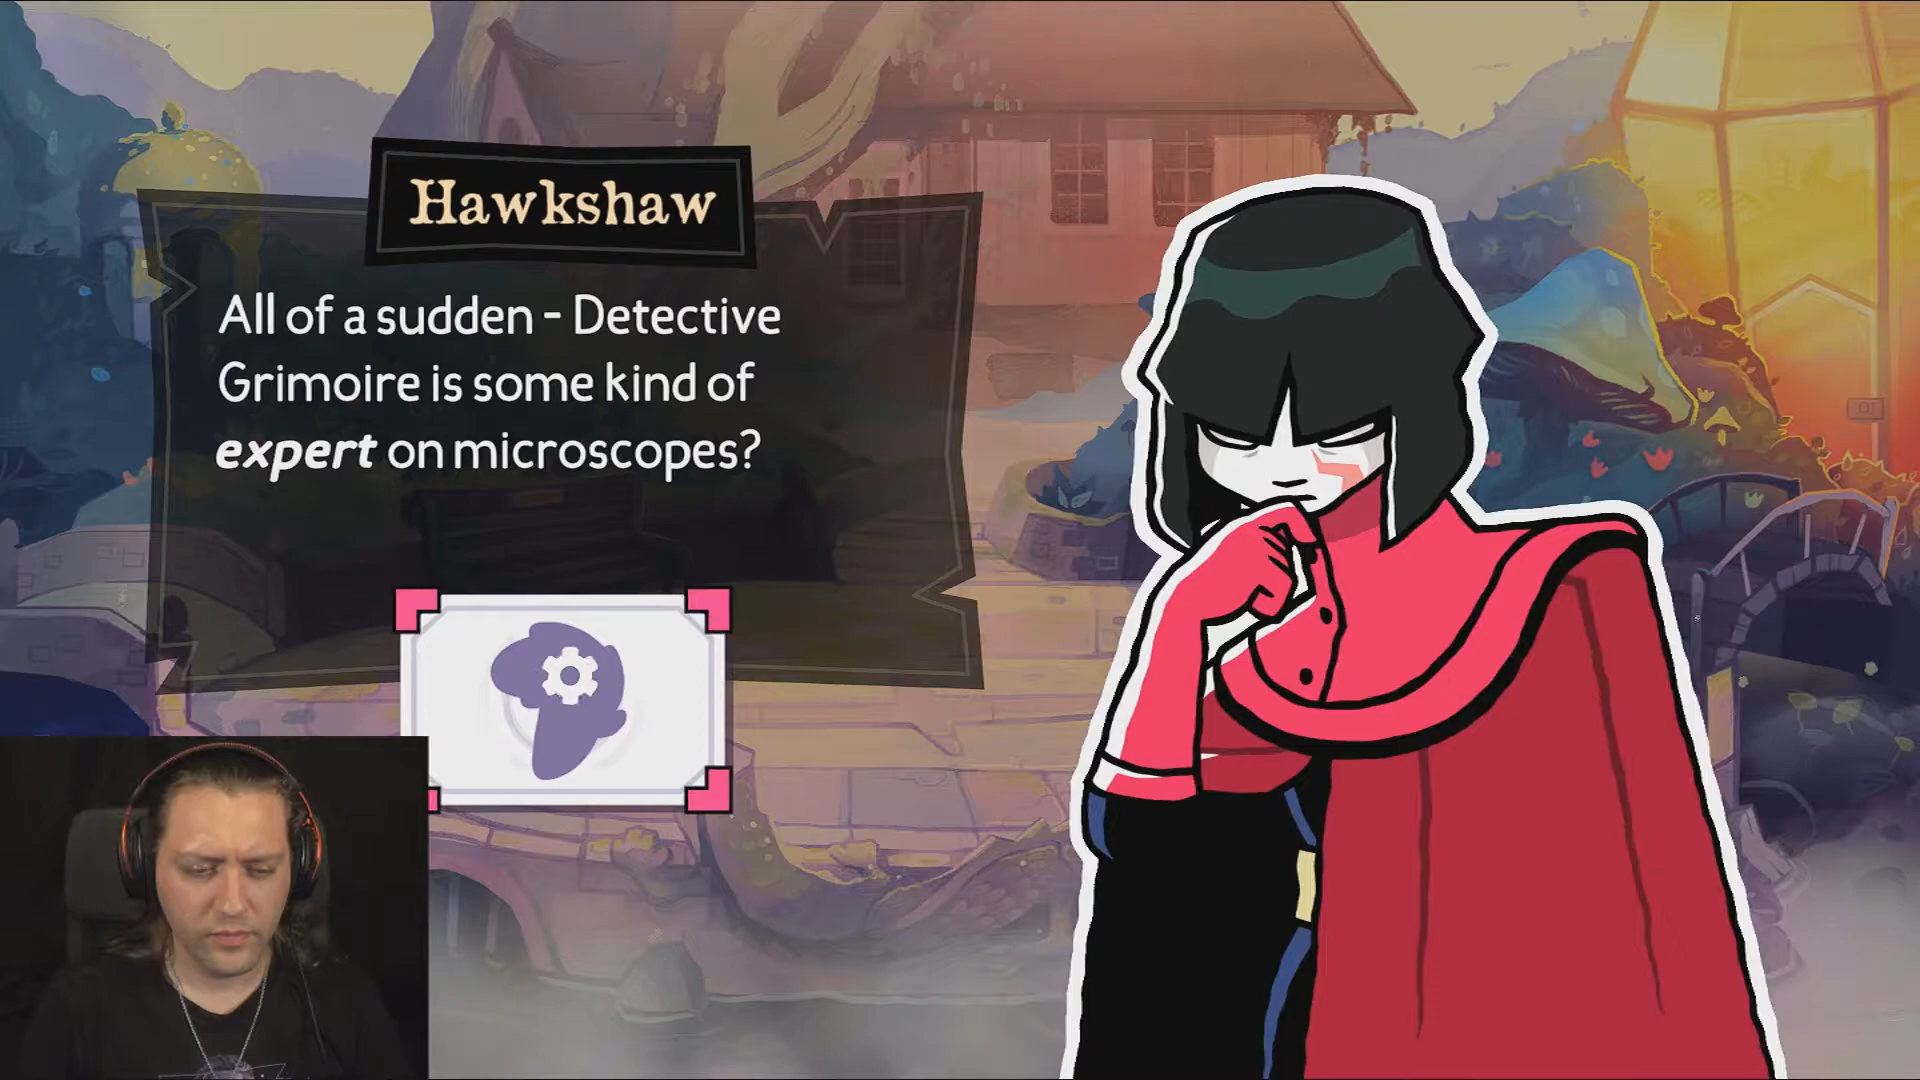 Hawkshaw
All of a sudden - Detective
Grimoire is some kind of
expert on microscopes?